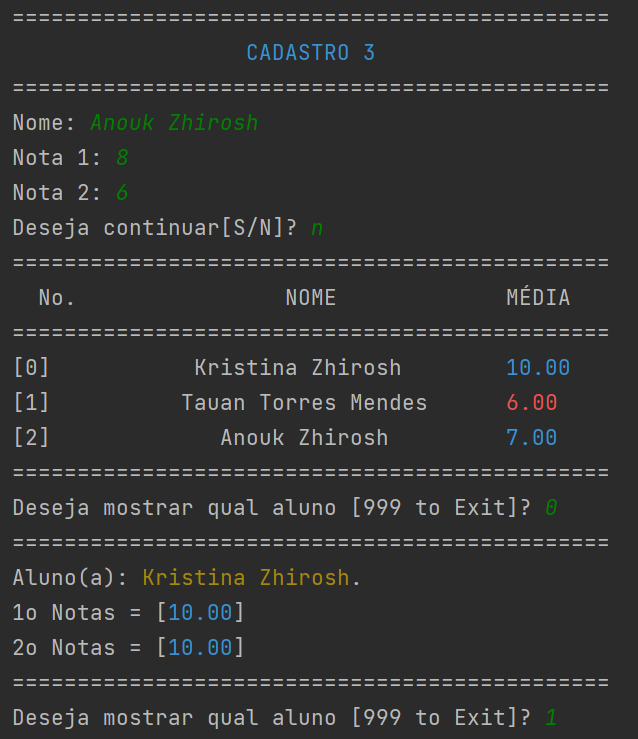 ==============================================
CADASTRO 3
==============================================
Nome: Anouk Zhirosh
Nota 1: 8
Nota 2: 6
Deseja continuar[S/N]? n
==============================================
No. NOME MÉDIA
==============================================
[0] Kristina Zhirosh 10.00
[1] Tauan Torres Mendes 6.00
[2] Anouk Zhirosh 7.00
==============================================
Deseja mostrar qual aluno [999 to Exit]? 0
==============================================
Aluno(a): Kristina Zhirosh.
1o Notas = [10.00]
2o Notas = [10.00]
==============================================
Deseja mostrar qual aluno [999 to Exit]? 1